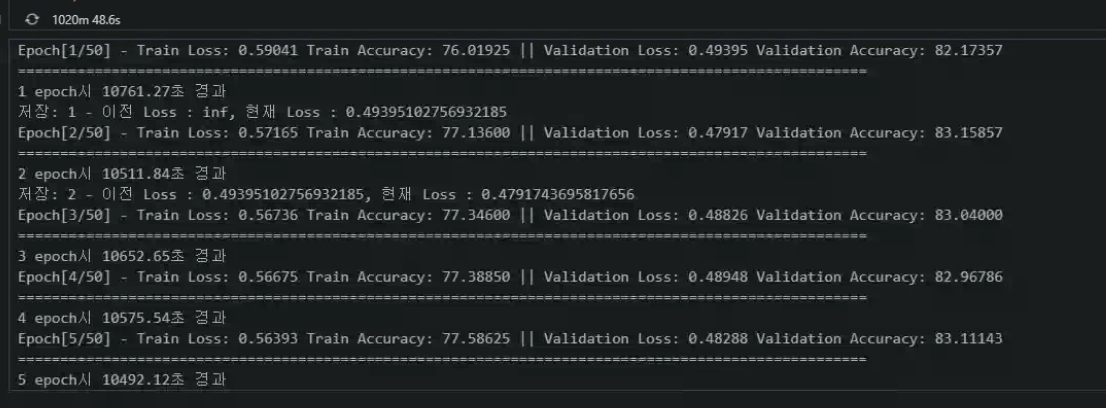 1020m 48.6s
Epoch[1/50] - Train Loss: 0.59041 Train Accuracy: 76.01925 || Validation Loss: 0.49395 Validation Accuracy: 82.17357
====================================================================================================
1 epoch시 10761.27초 경과
저장: 1 - 이전 Loss : inf, 현재 Loss : 0.49395102756932185
Epoch[2/50] - Train Loss: 0.57165 Train Accuracy: 77.13600 || Validation Loss: 0.47917 Validation Accuracy: 83.15857
====================================================================================================
2 epoch시 10511.84초 경과
저장: 2 - 이전 Loss : 0.49395102756932185, 현재 Loss : 0.4791743695817656
Epoch[3/50] - Train Loss: 0.56736 Train Accuracy: 77.34600 || Validation Loss: 0.48826 Validation Accuracy: 83.04000
====================================================================================================
3 epoch시 10652.65초 경과
Epoch[4/50] - Train Loss: 0.56675 Train Accuracy: 77.38850 || Validation Loss: 0.48948 Validation Accuracy: 82.96786
====================================================================================================
4 epoch시 10575.54초 경과
Epoch[5/50] - Train Loss: 0.56393 Train Accuracy: 77.58625 || Validation Loss: 0.48288 Validation Accuracy: 83.11143
====================================================================================================
5 epoch시 10492.12초 경과